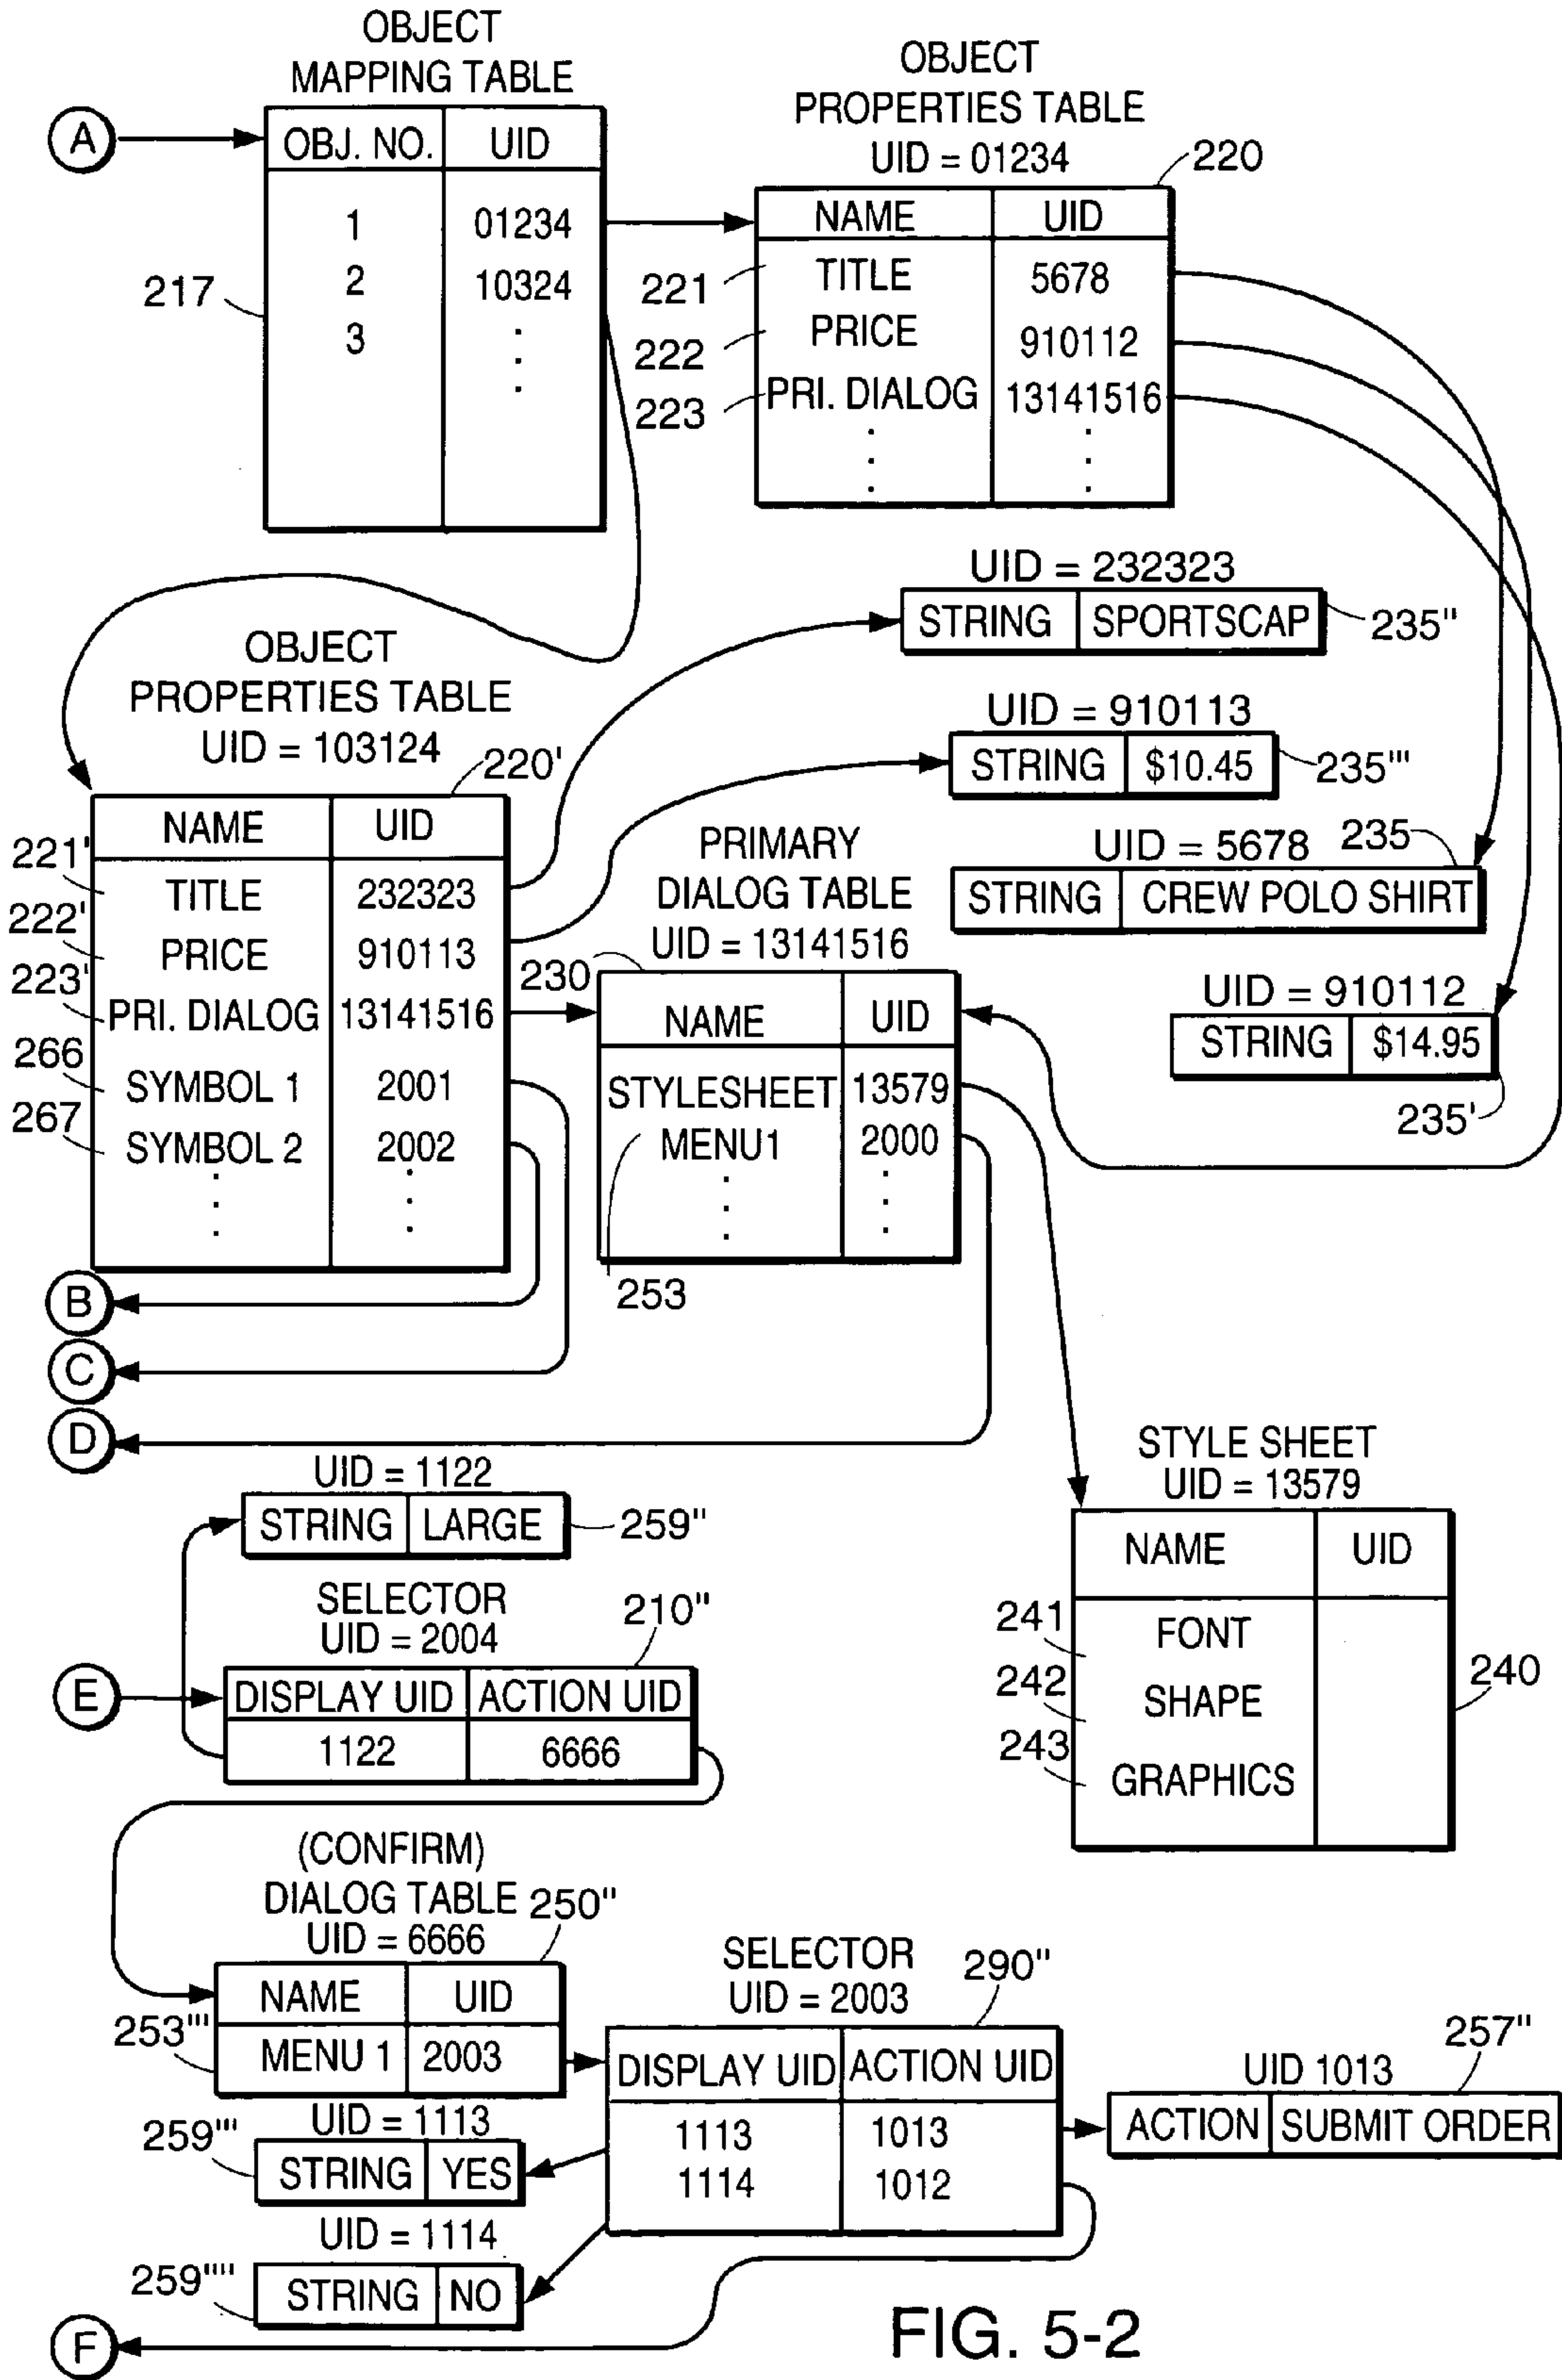 OBJECT
MAPPING TABLE
A
OBJ. NO. UID
1 01234
2 10324
3
217
OBJECT
PROPERTIES TABLE
UID = 01234
220
NAME UID
221 TITLE 5678
222 PRICE 910112
223 PRI. DIALOG 13141516
UID = 232323
STRING SPORTSCAP 235"
UID = 910113
STRING $10.45 235'''
UID = 5678 235
STRING CREW POLO SHIRT
UID = 910112
STRING $14.95
235'
OBJECT
PROPERTIES TABLE
UID = 103124
220'
NAME UID
221' TITLE 232323
222' PRICE 910113
223' PRI. DIALOG 13141516
266 SYMBOL 1 2001
267 SYMBOL 2 2002
PRIMARY
DIALOG TABLE
UID = 13141516
230
NAME UID
STYLESHEET 13579
MENU1 2000
253
B
C
D
STYLE SHEET
UID = 13579
NAME UID
241 FONT
242 SHAPE
243 GRAPHICS
240
UID = 1122
STRING LARGE 259"
SELECTOR
UID = 2004
210"
E
DISPLAY UID ACTION UID
1122 6666
(CONFIRM)
DIALOG TABLE
UID = 6666
250"
NAME UID
253''' MENU 1 2003
SELECTOR
UID = 2003
290"
DISPLAY UID ACTION UID
1113 1013
1114 1012
257"
UID 1013
ACTION SUBMIT ORDER
UID = 1113
259''' STRING YES
UID = 1114
259'''' STRING NO
F
FIG. 5-2